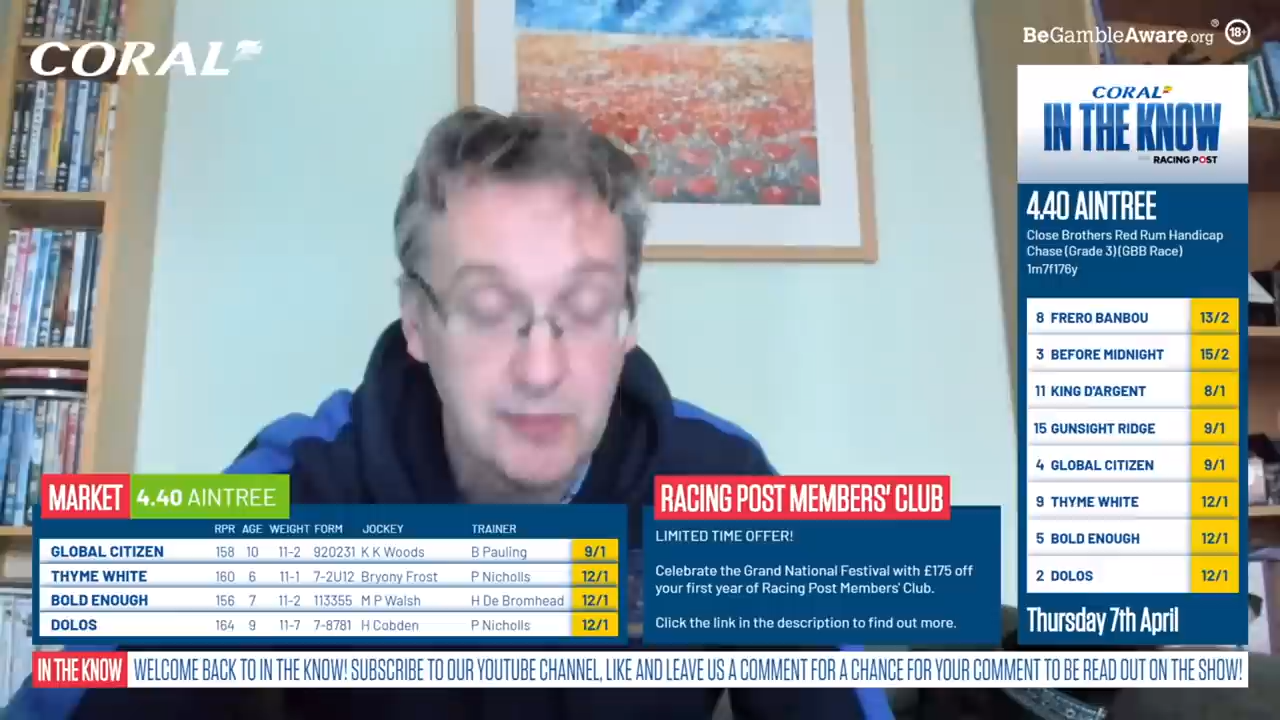 CORAL
BeGambleAware.org® 18+
CORAL
IN THE KNOW
RACING POST
4.40 AINTREE
Close Brothers Red Rum Handicap
Chase (Grade 3) (GBB Race)
1m7f176y
8 FRERO BANBOU 13/2
3 BEFORE MIDNIGHT 15/2
11 KING D'ARGENT 8/1
15 GUNSIGHT RIDGE 9/1
4 GLOBAL CITIZEN 9/1
9 THYME WHITE 12/1
5 BOLD ENOUGH 12/1
2 DOLOS 12/1
Thursday 7th April
MARKET 4.40 AINTREE
RPR AGE WEIGHT FORM JOCKEY TRAINER
GLOBAL CITIZEN 158 10 11-2 920231 K K Woods B Pauling 9/1
THYME WHITE 160 6 11-1 7-2U12 Bryony Frost P Nicholls 12/1
BOLD ENOUGH 156 7 11-2 113355 M P Walsh H De Bromhead 12/1
DOLOS 164 9 11-7 7-8781 H Cobden P Nicholls 12/1
RACING POST MEMBERS' CLUB
LIMITED TIME OFFER!
Celebrate the Grand National Festival with £175 off
your first year of Racing Post Members' Club.
Click the link in the description to find out more.
IN THE KNOW WELCOME BACK TO IN THE KNOW! SUBSCRIBE TO OUR YOUTUBE CHANNEL, LIKE AND LEAVE US A COMMENT FOR A CHANCE FOR YOUR COMMENT TO BE READ OUT ON THE SHOW!